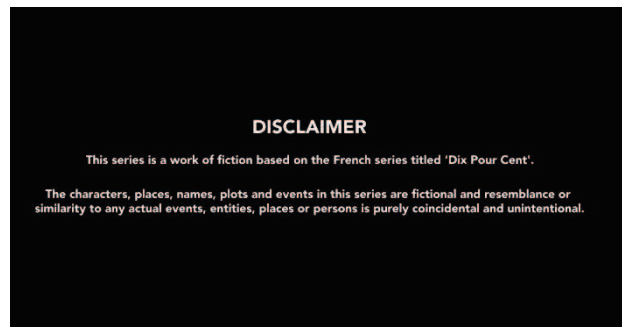 DISCLAIMER
This series is a work of fiction based on the French series titled 'Dix Pour Cent'.
The characters, places, names, plots and events in this series are fictional and resemblance or
similarity to any actual events, entities, places or persons is purely coincidental and unintentional.